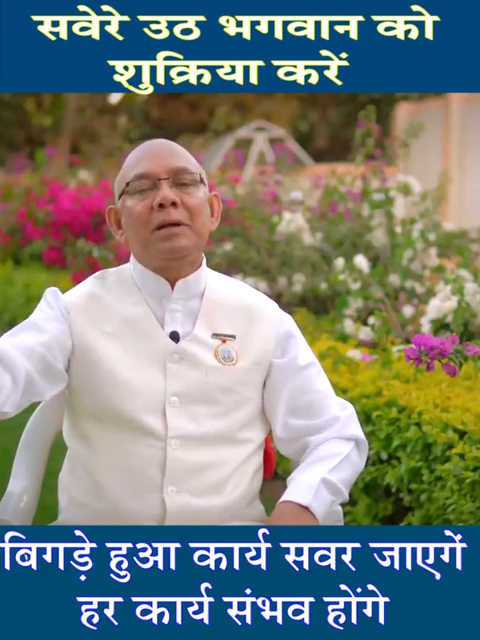 सवेरे उठ भगवान को
शुक्रिया करें
बिगड़े हुआ कार्य सवर जाएगें
हर कार्य संभव होंगे